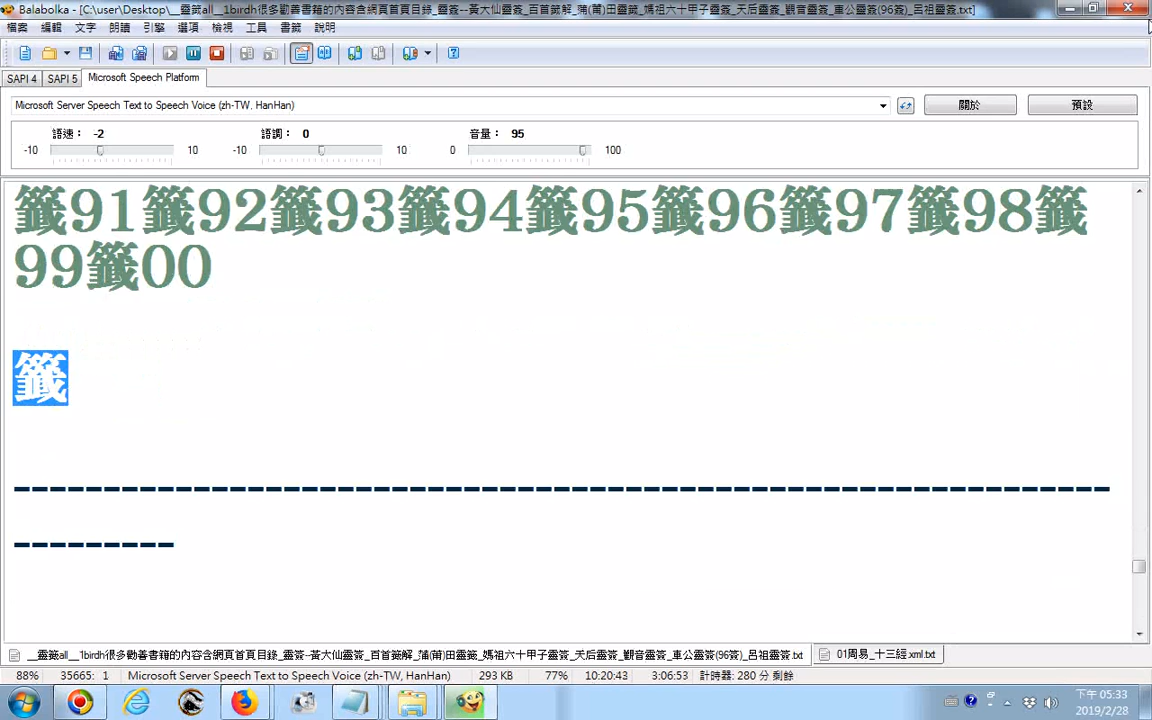 Balabolka - [C:\user\Desktop\__靈籤all__1birdh很多勸善書籍的內容含網頁首頁目錄_靈簽--黃大仙靈簽_百首籤解_蒲(莆)田靈籤_媽祖六十甲子靈簽_天后靈簽_觀音靈簽_車公靈簽(96簽)_呂祖靈簽.txt]
檔案 編輯 文字 朗讀 引擎 選項 檢視 工具 書籤 說明
SAPI 4 SAPI 5 Microsoft Speech Platform
Microsoft Server Speech Text to Speech Voice (zh-TW, HanHan) 關於 預設
語速： -2 語調： 0 音量： 95
-10 10 -10 10 0 100
籤91籤92籤93籤94籤95籤96籤97籤98籤
99籤00
籤
-------------------------------------------------------------
---------
__靈籤all__1birdh很多勸善書籍的內容含網頁首頁目錄_靈簽--黃大仙靈簽_百首籤解_蒲(莆)田靈籤_媽祖六十甲子靈簽_天后靈簽_觀音靈簽_車公靈簽(96簽)_呂祖靈簽.txt 01周易_十三經.xml.txt
88% 35665: 1 Microsoft Server Speech Text to Speech Voice (zh-TW, HanHan) 293 KB 77% 10:20:43 3:06:53 計時器: 280 分 剩餘
下午 05:33
2019/2/28